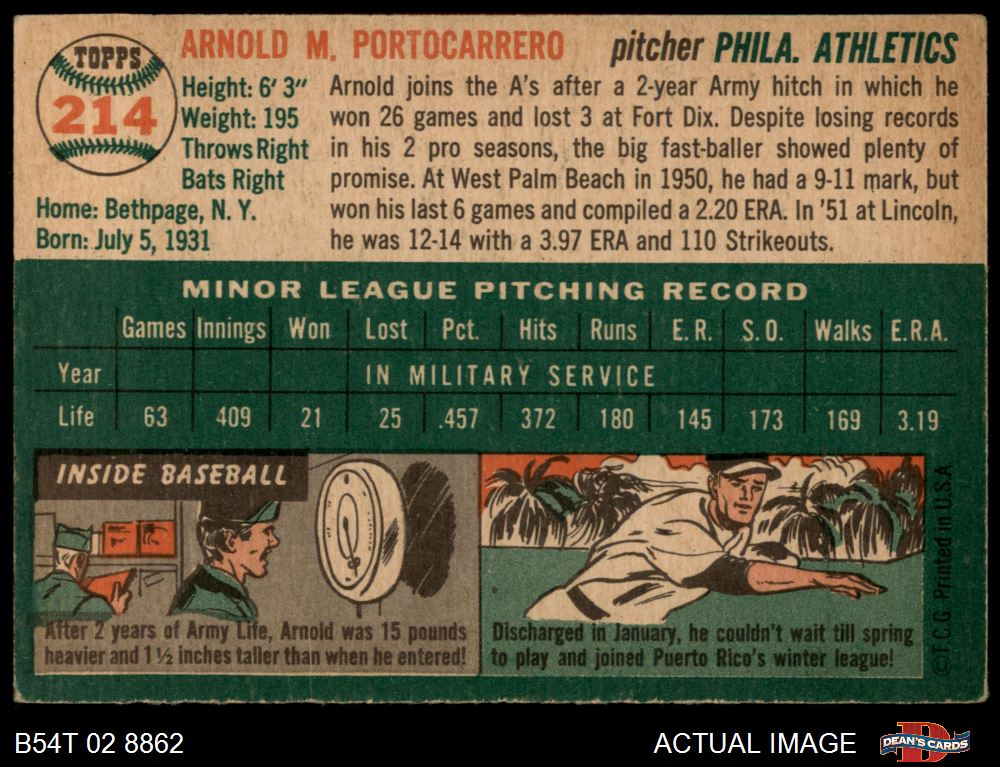 TOPPS
214
ARNOLD M. PORTOCARRERO pitcher PHILA. ATHLETICS
Height: 6' 3"
Weight: 195
Throws Right
Bats Right
Home: Bethpage, N. Y.
Born: July 5, 1931
Arnold joins the A's after a 2-year Army hitch in which he
won 26 games and lost 3 at Fort Dix. Despite losing records
in his 2 pro seasons, the big fast-baller showed plenty of
promise. At West Palm Beach in 1950, he had a 9-11 mark, but
won his last 6 games and compiled a 2.20 ERA. In '51 at Lincoln,
he was 12-14 with a 3.97 ERA and 110 Strikeouts.
MINOR LEAGUE PITCHING RECORD
Games Innings Won Lost Pct. Hits Runs E.R. S.O. Walks E.R.A.
Year IN MILITARY SERVICE
Life 63 409 21 25 .457 372 180 145 173 169 3.19
INSIDE BASEBALL
After 2 years of Army Life, Arnold was 15 pounds
heavier and 1½ inches taller than when he entered!
Discharged in January, he couldn't wait till spring
to play and joined Puerto Rico's winter league!
©T.C.G. Printed in U.S.A
B54T 02 8862
ACTUAL IMAGE
D
DEAN'S CARDS